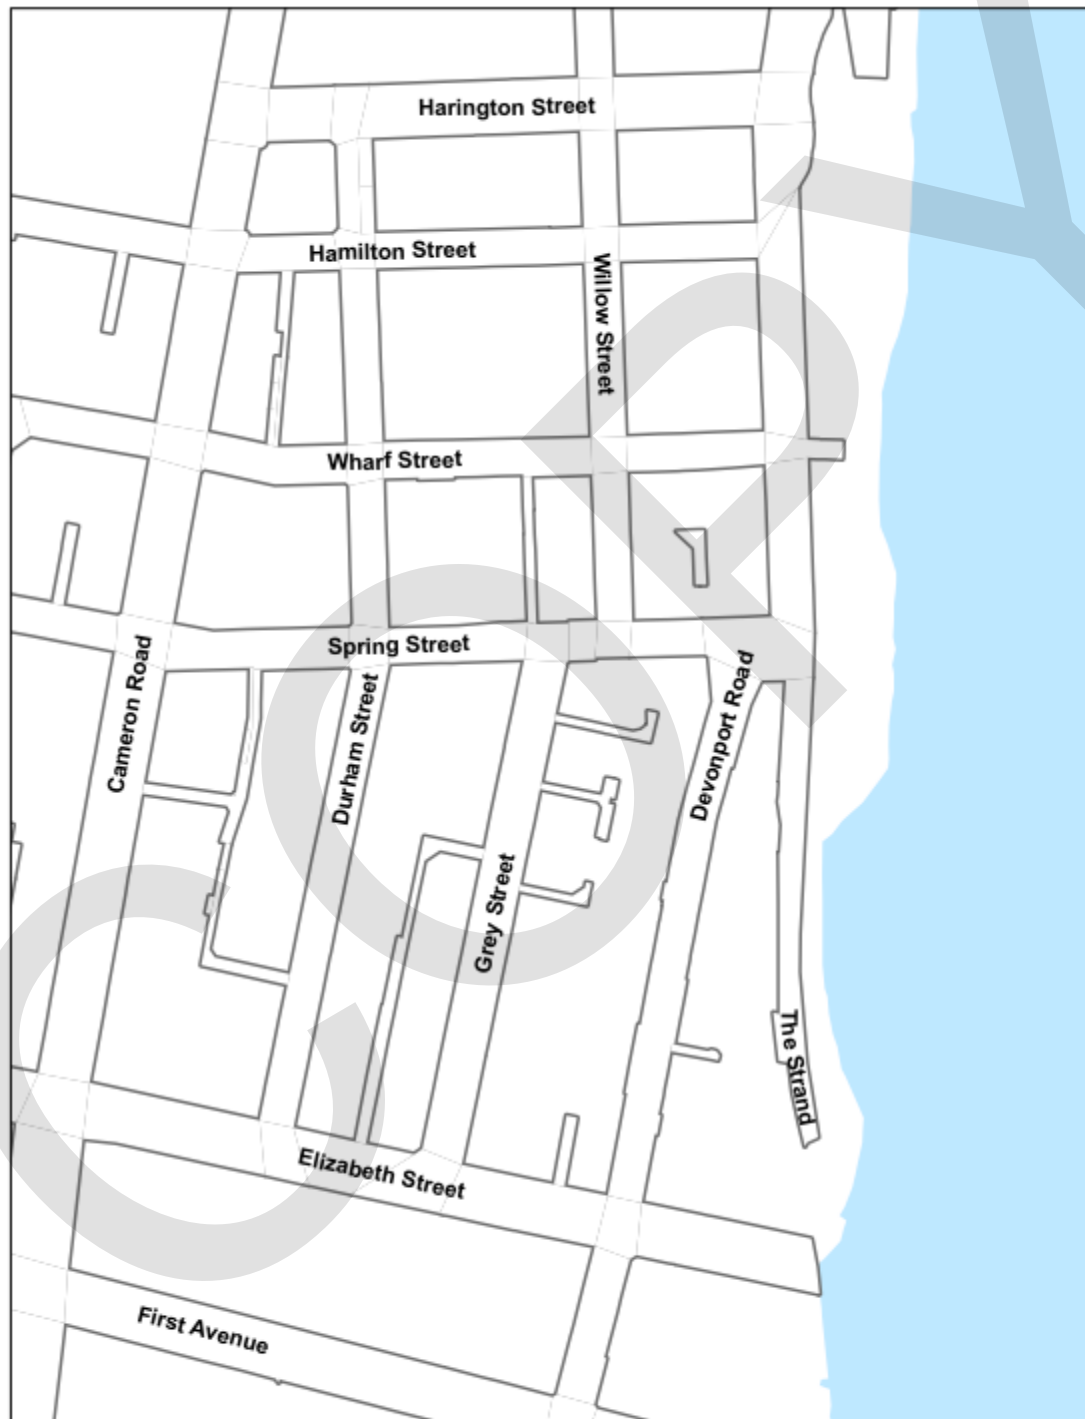 Harington Street
Hamilton Street
Willow Street
Wharf Street
Spring Street
Cameron Road
Durham Street
Devonport Road
Grey Street
The Strand
Elizabeth Street
First Avenue
COPY